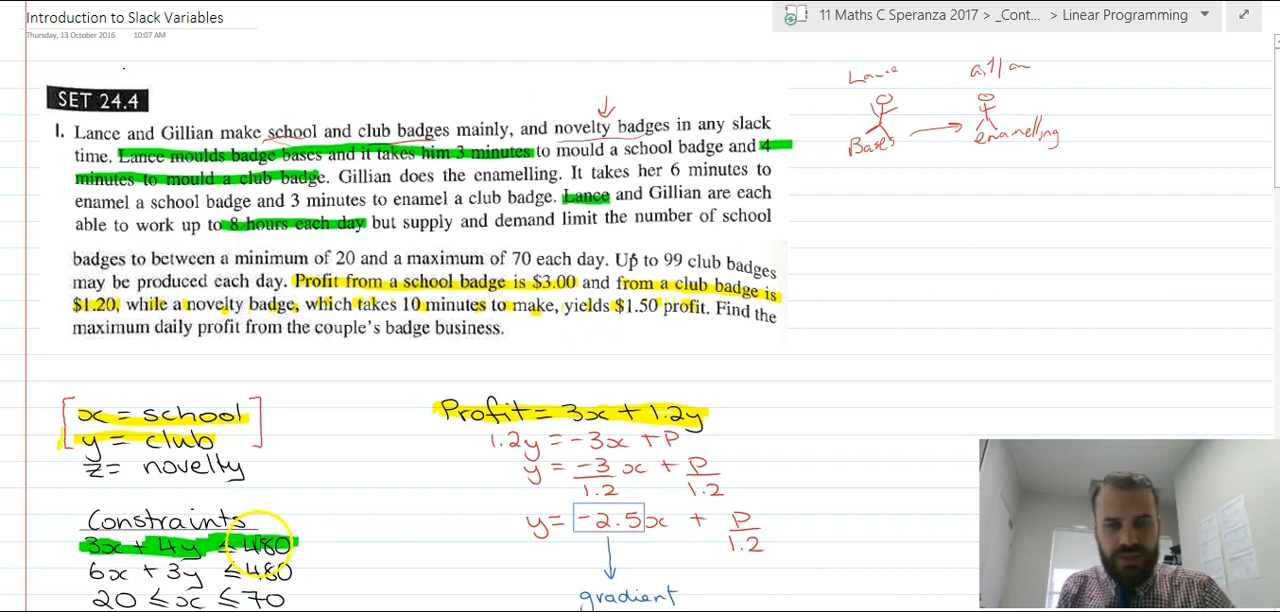 Introduction to Slack Variables
Thursday, 13 October 2016 10:07 AM
11 Maths C Speranza 2017 > _Cont... > Linear Programming
SET 24.4
1. Lance and Gillian make school and club badges mainly, and novelty badges in any slack
time. Lance moulds badge bases and it takes him 3 minutes to mould a school badge and 4
minutes to mould a club badge. Gillian does the enamelling. It takes her 6 minutes to
enamel a school badge and 3 minutes to enamel a club badge. Lance and Gillian are each
able to work up to 8 hours each day but supply and demand limit the number of school
badges to between a minimum of 20 and a maximum of 70 each day. Up to 99 club badges
may be produced each day. Profit from a school badge is $3.00 and from a club badge is
$1.20, while a novelty badge, which takes 10 minutes to make, yields $1.50 profit. Find the
maximum daily profit from the couple's badge business.
Lance
Bases
enamelling
x = school
y = club
z = novelty
Constraints
3x + 4y ≤ 480
6x + 3y ≤ 480
20 ≤ x ≤ 70
Profit = 3x + 1.2y
1.2y = -3x + P
y = -3/1.2 x + P/1.2
y = -2.5x + P/1.2
gradient